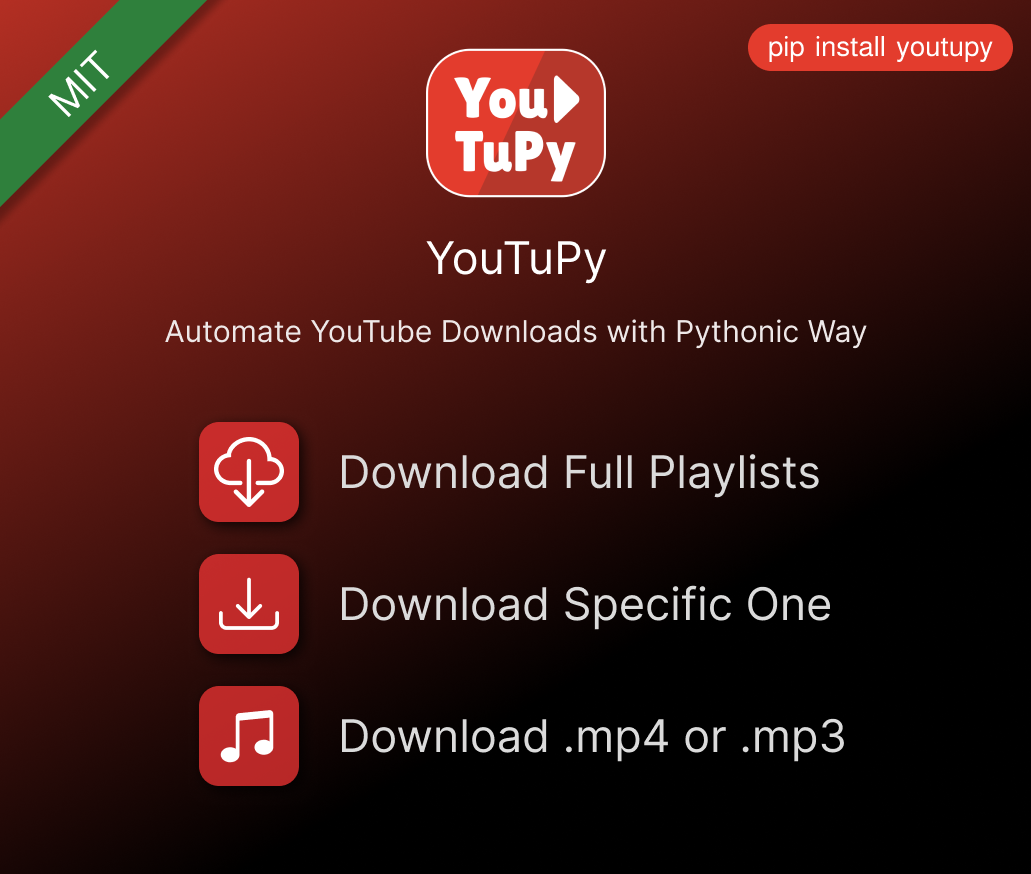 MIT
pip install youtupy
You
TuPy
YouTuPy
Automate YouTube Downloads with Pythonic Way
Download Full Playlists
Download Specific One
Download .mp4 or .mp3